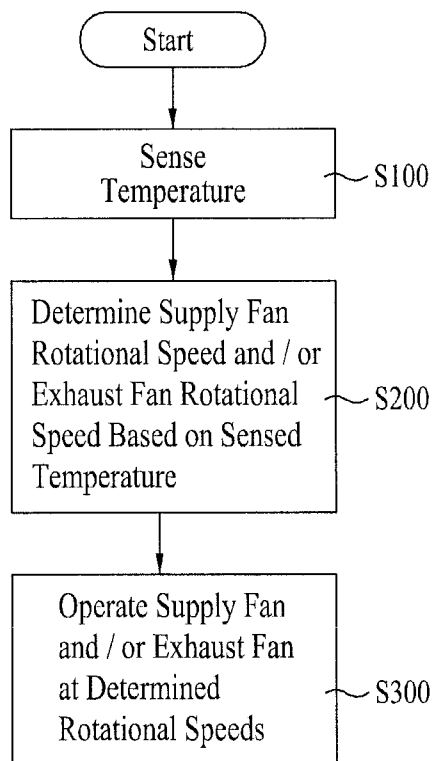 Start
Sense
Temperature
S100
Determine Supply Fan
Rotational Speed and / or
Exhaust Fan Rotational
Speed Based on Sensed
Temperature
S200
Operate Supply Fan
and / or Exhaust Fan
at Determined
Rotational Speeds
S300